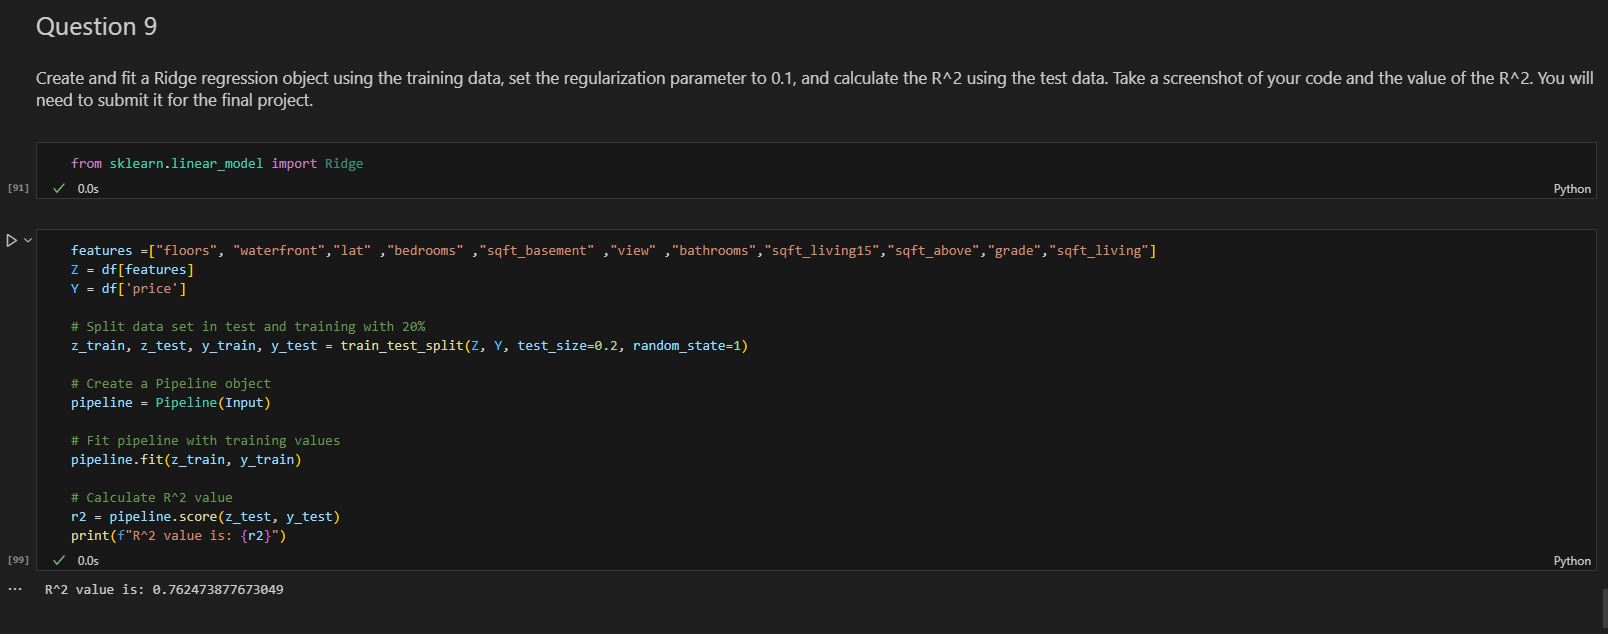 Question 9
Create and fit a Ridge regression object using the training data, set the regularization parameter to 0.1, and calculate the R^2 using the test data. Take a screenshot of your code and the value of the R^2. You will
need to submit it for the final project.
from sklearn.linear_model import Ridge
[91]
0.0s
Python
features =["floors", "waterfront","lat" ,"bedrooms" ,"sqft_basement" ,"view" ,"bathrooms","sqft_living15","sqft_above","grade","sqft_living"]
Z = df[features]
Y = df['price']
# Split data set in test and training with 20%
z_train, z_test, y_train, y_test = train_test_split(Z, Y, test_size=0.2, random_state=1)
# Create a Pipeline object
pipeline = Pipeline(Input)
# Fit pipeline with training values
pipeline.fit(z_train, y_train)
# Calculate R^2 value
r2 = pipeline.score(z_test, y_test)
print(f"R^2 value is: {r2}")
[99]
0.0s
Python
... R^2 value is: 0.762473877673049